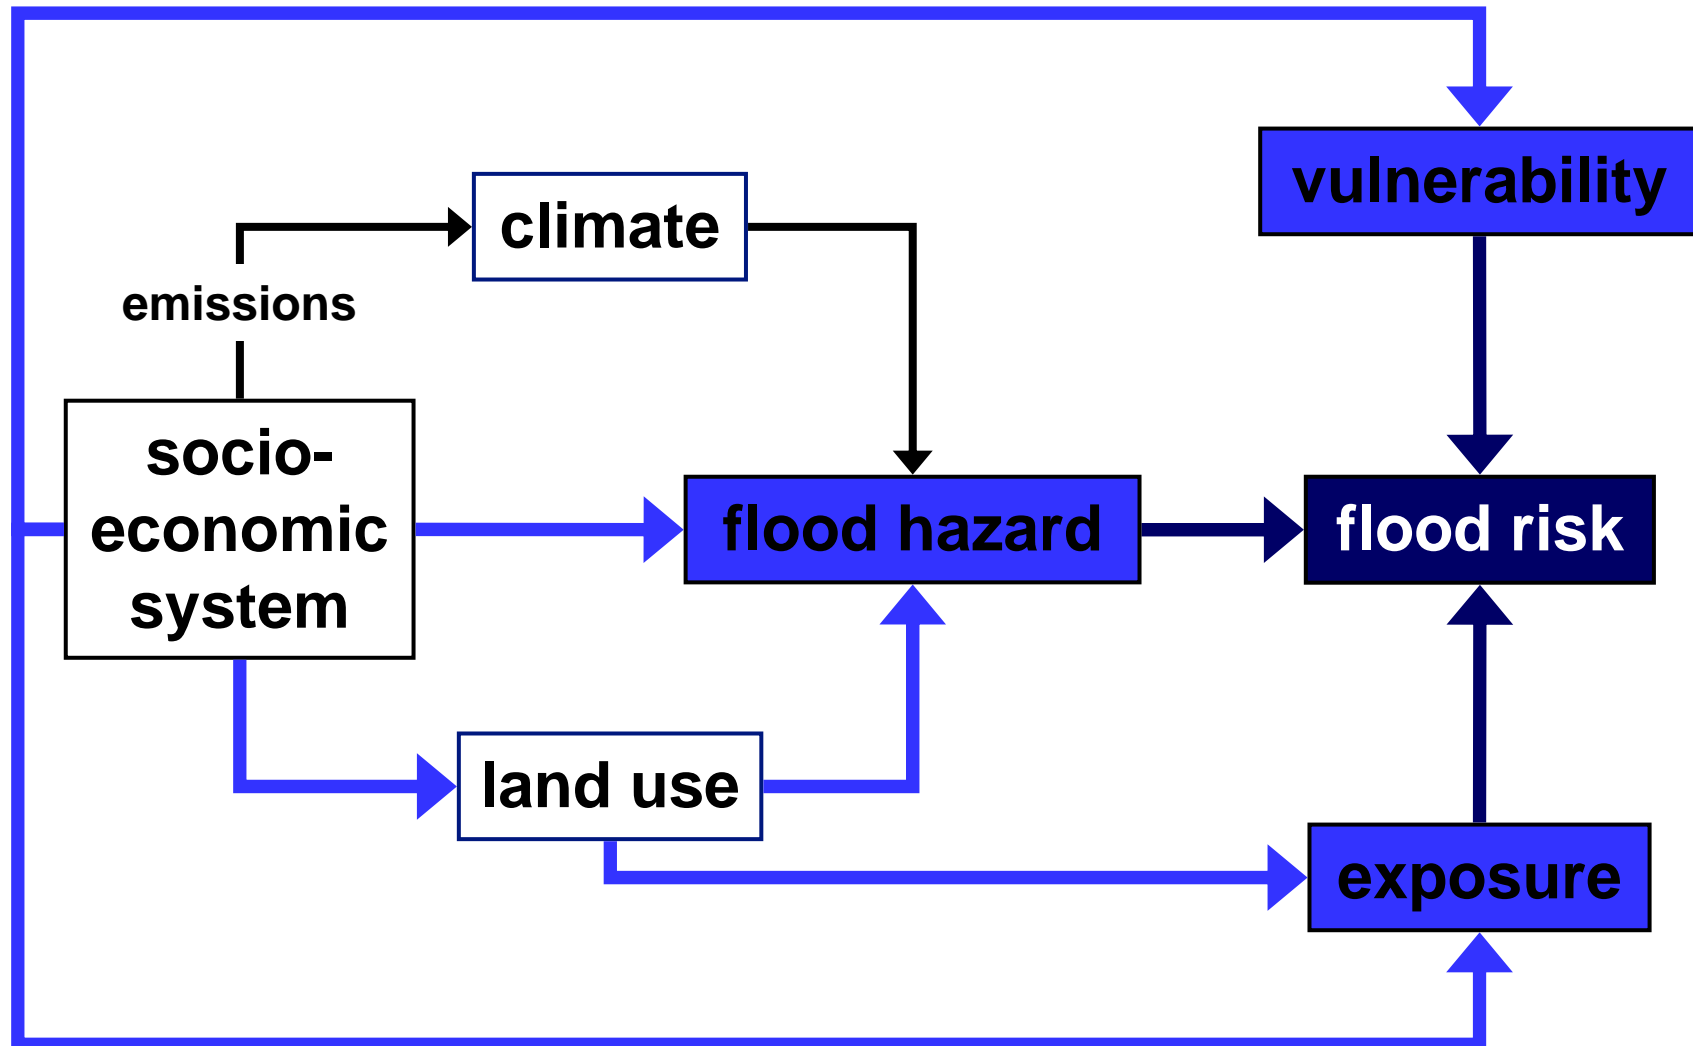 vulnerability
climate
emissions
socio-
economic
system
flood hazard
flood risk
land use
exposure